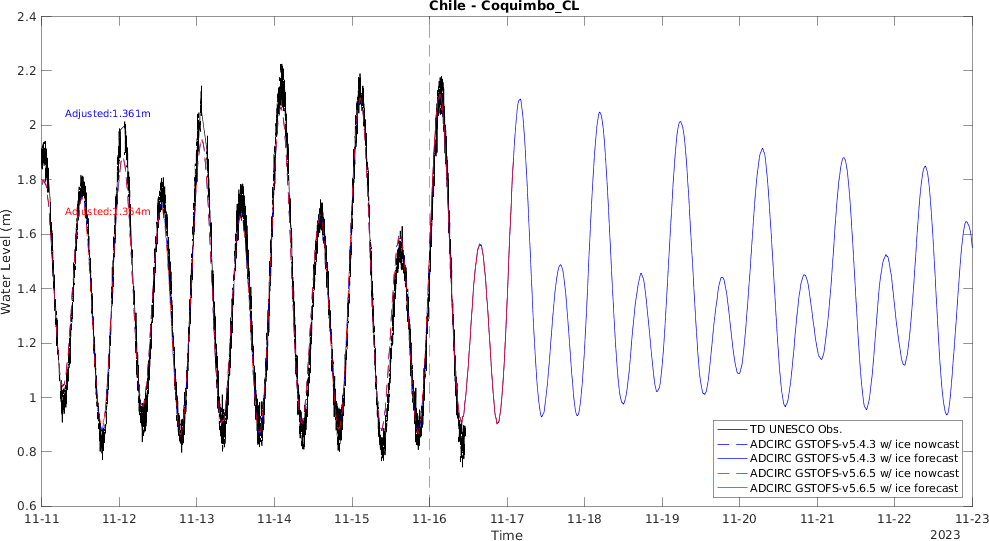 Chile - Coquimbo_CL
2.4
2.2
2
1.8
1.6
1.4
1.2
1
0.8
0.6
Water Level (m)
Adjusted:1.361m
Adjusted:1.354m
TD UNESCO Obs.
ADCIRC GSTOFS-v5.4.3 w/ ice nowcast
ADCIRC GSTOFS-v5.4.3 w/ ice forecast
ADCIRC GSTOFS-v5.6.5 w/ ice nowcast
ADCIRC GSTOFS-v5.6.5 w/ ice forecast
11-11 11-12 11-13 11-14 11-15 11-16 11-17 11-18 11-19 11-20 11-21 11-22 11-23
Time
2023